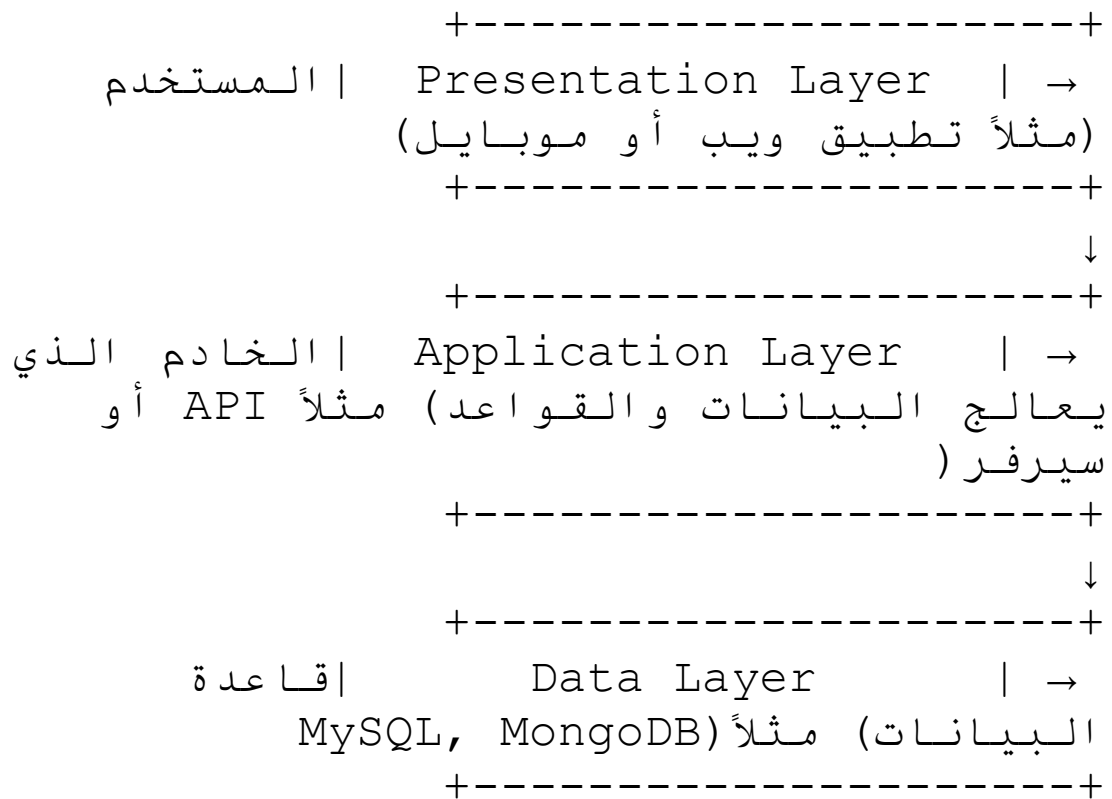 +---------------------+
← | Presentation Layer | المستخدم
(مثلاً تطبيق ويب أو موبايل)
+---------------------+
↓
+---------------------+
← | Application Layer | الخادم الذي
يعالج البيانات والقواعد) مثلاً API أو
سيرفر(
+---------------------+
↓
+---------------------+
← | Data Layer | قاعدة
البيانات) مثلاً(MySQL, MongoDB
+---------------------+